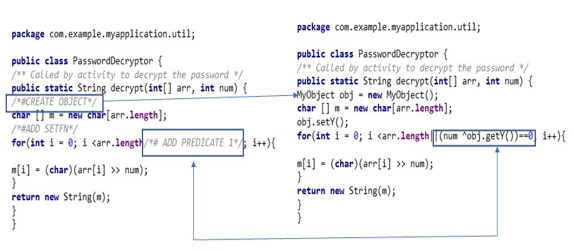 package com.example.myapplication.util;
public class PasswordDecryptor {
/** Called by activity to decrypt the password */
public static String decrypt(int[] arr, int num) {
/*#CREATE OBJECT*/
char [] m = new char[arr.length];
/*#ADD SETFN*/
for(int i = 0; i <arr.length/*# ADD PREDICATE 1*/; i++){
m[i] = (char)(arr[i] >> num);
}
return new String(m);
}
}
package com.example.myapplication.util;
public class PasswordDecryptor {
/** Called by activity to decrypt the password */
public static String decrypt(int[] arr, int num) {
MyObject obj = new MyObject();
char [] m = new char[arr.length];
obj.setY();
for(int i = 0; i <arr.length||(num ^obj.getY())==0; i++){
m[i] = (char)(arr[i] >> num);
}
return new String(m);
}
}